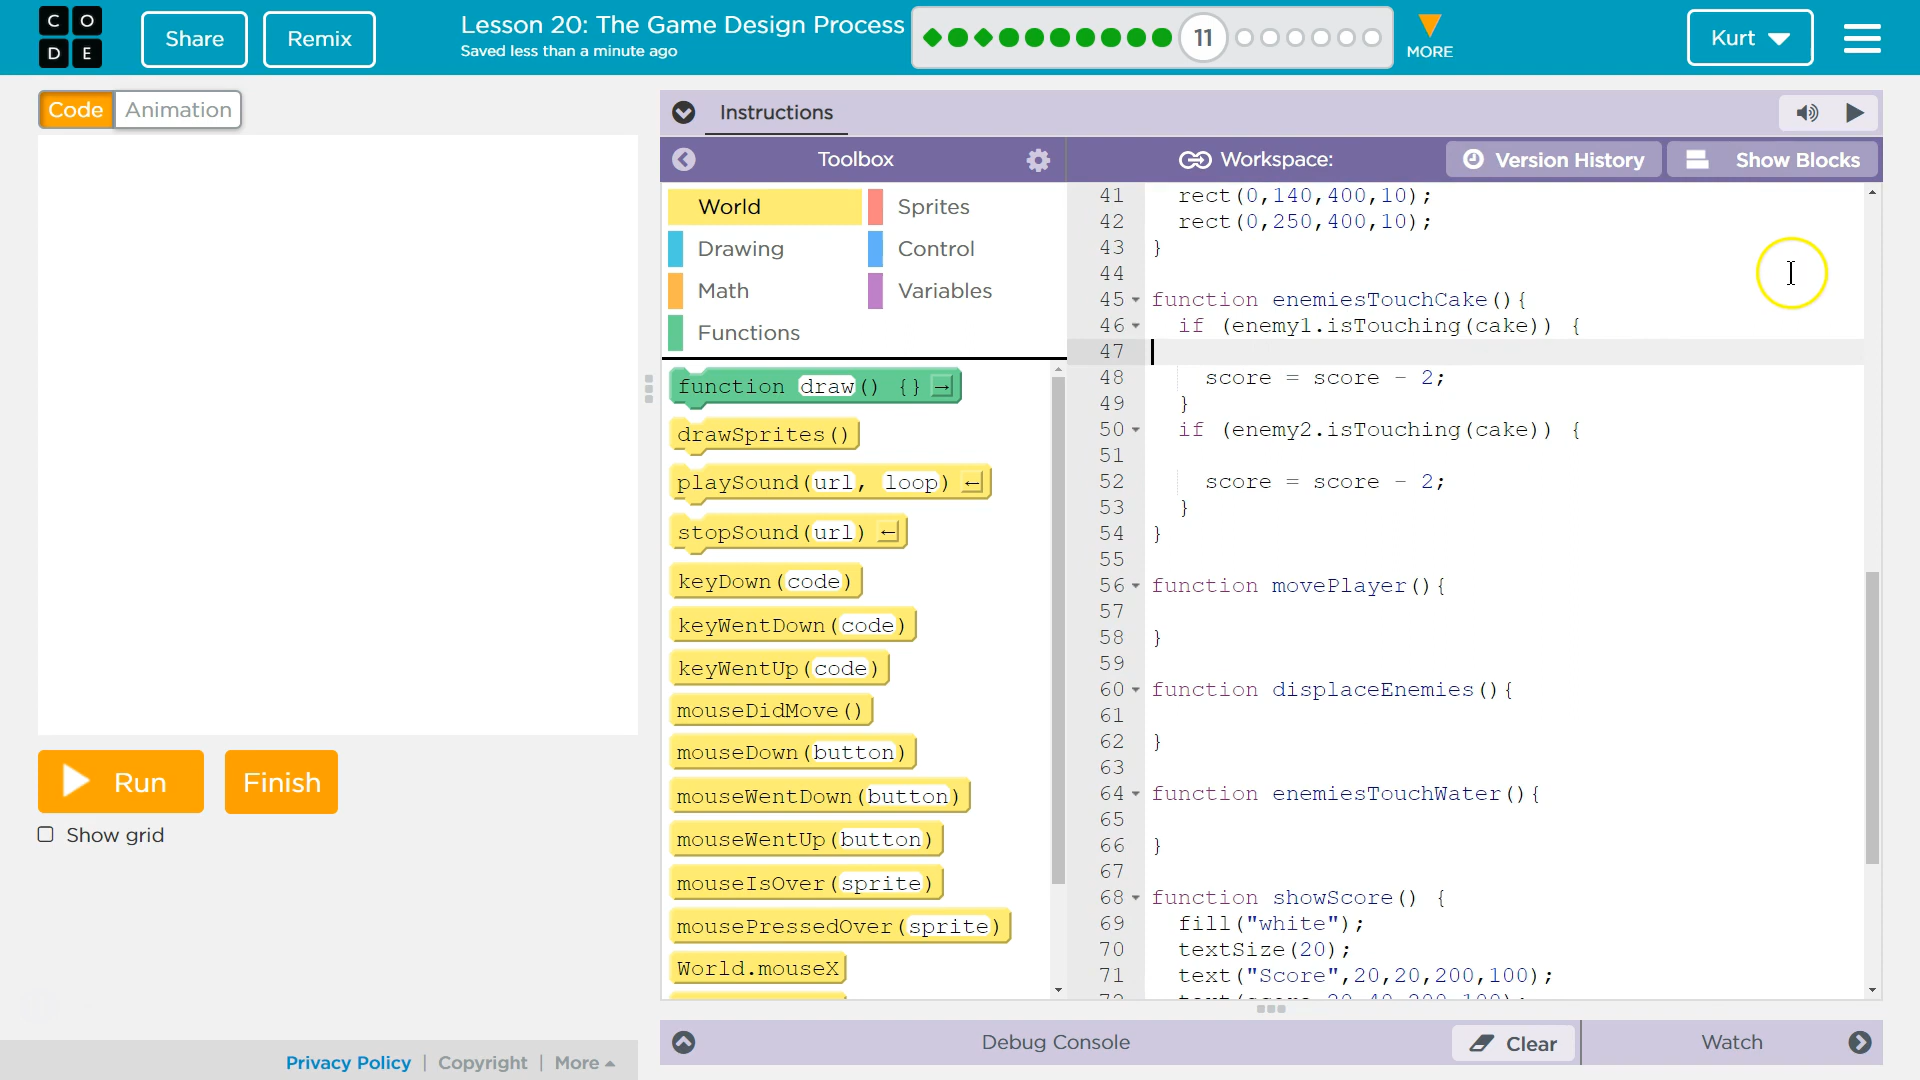 CODE
Share
Remix
Lesson 20: The Game Design Process
Saved less than a minute ago
11
MORE
Kurt
Code
Animation
Instructions
Toolbox
Workspace:
Version History
Show Blocks
World
Sprites
Drawing
Control
Math
Variables
Functions
function draw() {} →
drawSprites()
playSound(url, loop) ←
stopSound(url) ←
keyDown(code)
keyWentDown(code)
keyWentUp(code)
mouseDidMove()
mouseDown(button)
mouseWentDown(button)
mouseWentUp(button)
mouseIsOver(sprite)
mousePressedOver(sprite)
World.mouseX
41 rect(0,140,400,10);
42 rect(0,250,400,10);
43 }
44
45 function enemiesTouchCake(){
46 if (enemy1.isTouching(cake)) {
47
48 score = score - 2;
49 }
50 if (enemy2.isTouching(cake)) {
51
52 score = score - 2;
53 }
54 }
55
56 function movePlayer(){
57
58 }
59
60 function displaceEnemies(){
61
62 }
63
64 function enemiesTouchWater(){
65
66 }
67
68 function showScore() {
69 fill("white");
70 textSize(20);
71 text("Score",20,20,200,100);
72 text(score,20,40,200,100);
Run
Finish
Show grid
Debug Console
Clear
Watch
Privacy Policy | Copyright | More